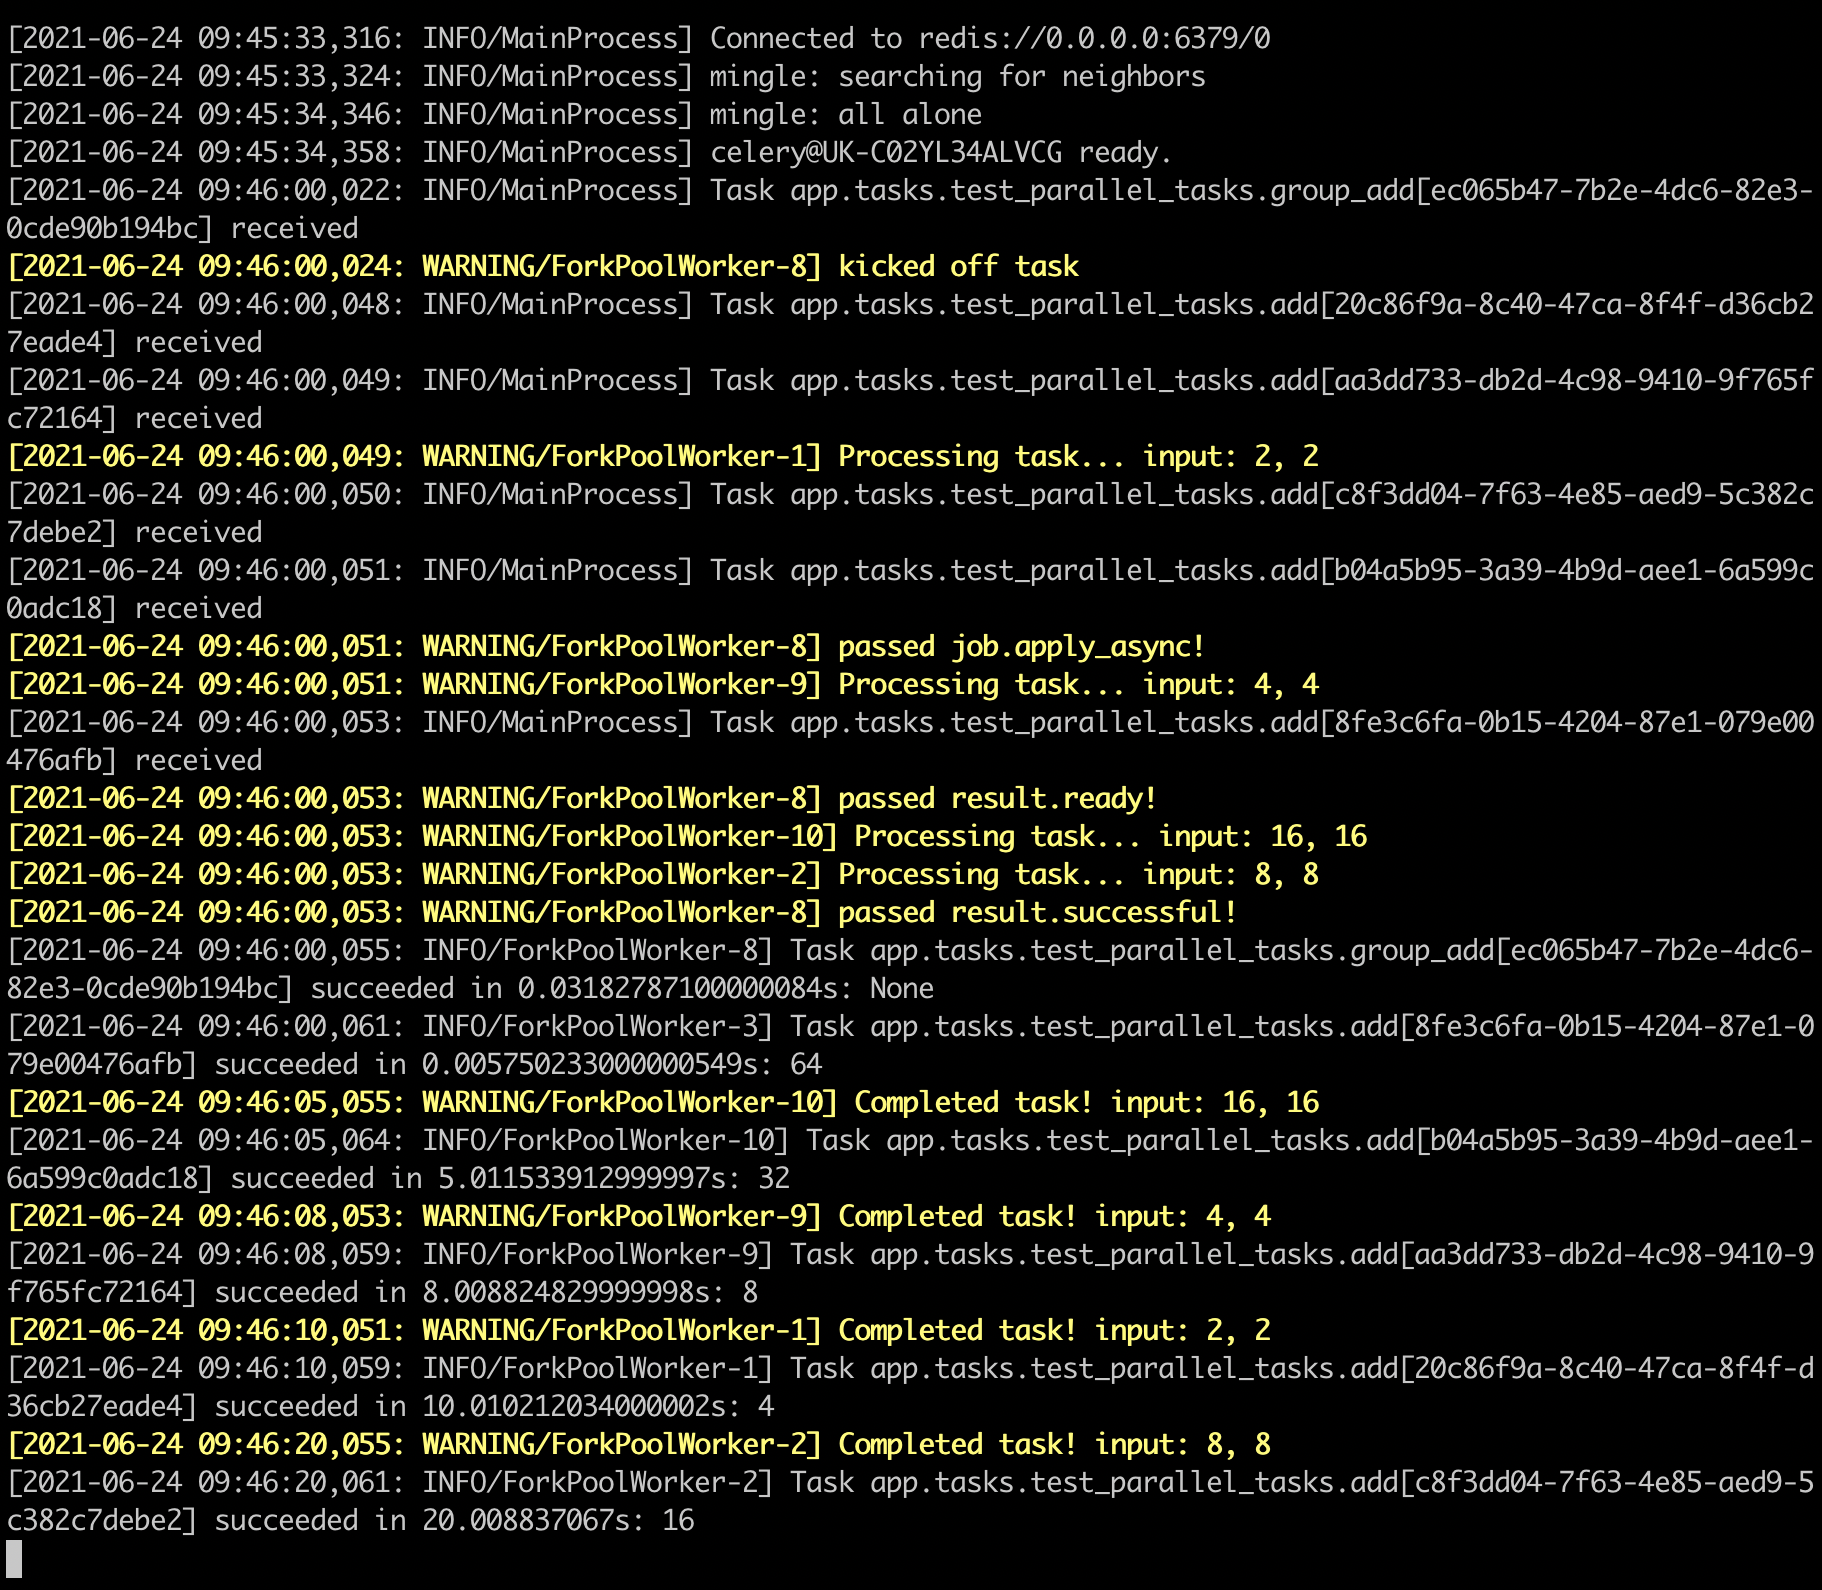 [2021-06-24 09:45:33,316: INFO/MainProcess] Connected to redis://0.0.0.0:6379/0
[2021-06-24 09:45:33,324: INFO/MainProcess] mingle: searching for neighbors
[2021-06-24 09:45:34,346: INFO/MainProcess] mingle: all alone
[2021-06-24 09:45:34,358: INFO/MainProcess] celery@UK-C02YL34ALVCG ready.
[2021-06-24 09:46:00,022: INFO/MainProcess] Task app.tasks.test_parallel_tasks.group_add[ec065b47-7b2e-4dc6-82e3-
0cde90b194bc] received
[2021-06-24 09:46:00,024: WARNING/ForkPoolWorker-8] kicked off task
[2021-06-24 09:46:00,048: INFO/MainProcess] Task app.tasks.test_parallel_tasks.add[20c86f9a-8c40-47ca-8f4f-d36cb2
7eade4] received
[2021-06-24 09:46:00,049: INFO/MainProcess] Task app.tasks.test_parallel_tasks.add[aa3dd733-db2d-4c98-9410-9f765f
c72164] received
[2021-06-24 09:46:00,049: WARNING/ForkPoolWorker-1] Processing task... input: 2, 2
[2021-06-24 09:46:00,050: INFO/MainProcess] Task app.tasks.test_parallel_tasks.add[c8f3dd04-7f63-4e85-aed9-5c382c
7debe2] received
[2021-06-24 09:46:00,051: INFO/MainProcess] Task app.tasks.test_parallel_tasks.add[b04a5b95-3a39-4b9d-aee1-6a599c
0adc18] received
[2021-06-24 09:46:00,051: WARNING/ForkPoolWorker-8] passed job.apply_async!
[2021-06-24 09:46:00,051: WARNING/ForkPoolWorker-9] Processing task... input: 4, 4
[2021-06-24 09:46:00,053: INFO/MainProcess] Task app.tasks.test_parallel_tasks.add[8fe3c6fa-0b15-4204-87e1-079e00
476afb] received
[2021-06-24 09:46:00,053: WARNING/ForkPoolWorker-8] passed result.ready!
[2021-06-24 09:46:00,053: WARNING/ForkPoolWorker-10] Processing task... input: 16, 16
[2021-06-24 09:46:00,053: WARNING/ForkPoolWorker-2] Processing task... input: 8, 8
[2021-06-24 09:46:00,053: WARNING/ForkPoolWorker-8] passed result.successful!
[2021-06-24 09:46:00,055: INFO/ForkPoolWorker-8] Task app.tasks.test_parallel_tasks.group_add[ec065b47-7b2e-4dc6-
82e3-0cde90b194bc] succeeded in 0.03182787100000084s: None
[2021-06-24 09:46:00,061: INFO/ForkPoolWorker-3] Task app.tasks.test_parallel_tasks.add[8fe3c6fa-0b15-4204-87e1-0
79e00476afb] succeeded in 0.005750233000000549s: 64
[2021-06-24 09:46:05,055: WARNING/ForkPoolWorker-10] Completed task! input: 16, 16
[2021-06-24 09:46:05,064: INFO/ForkPoolWorker-10] Task app.tasks.test_parallel_tasks.add[b04a5b95-3a39-4b9d-aee1-
6a599c0adc18] succeeded in 5.011533912999997s: 32
[2021-06-24 09:46:08,053: WARNING/ForkPoolWorker-9] Completed task! input: 4, 4
[2021-06-24 09:46:08,059: INFO/ForkPoolWorker-9] Task app.tasks.test_parallel_tasks.add[aa3dd733-db2d-4c98-9410-9
f765fc72164] succeeded in 8.008824829999998s: 8
[2021-06-24 09:46:10,051: WARNING/ForkPoolWorker-1] Completed task! input: 2, 2
[2021-06-24 09:46:10,059: INFO/ForkPoolWorker-1] Task app.tasks.test_parallel_tasks.add[20c86f9a-8c40-47ca-8f4f-d
36cb27eade4] succeeded in 10.010212034000002s: 4
[2021-06-24 09:46:20,055: WARNING/ForkPoolWorker-2] Completed task! input: 8, 8
[2021-06-24 09:46:20,061: INFO/ForkPoolWorker-2] Task app.tasks.test_parallel_tasks.add[c8f3dd04-7f63-4e85-aed9-5
c382c7debe2] succeeded in 20.008837067s: 16